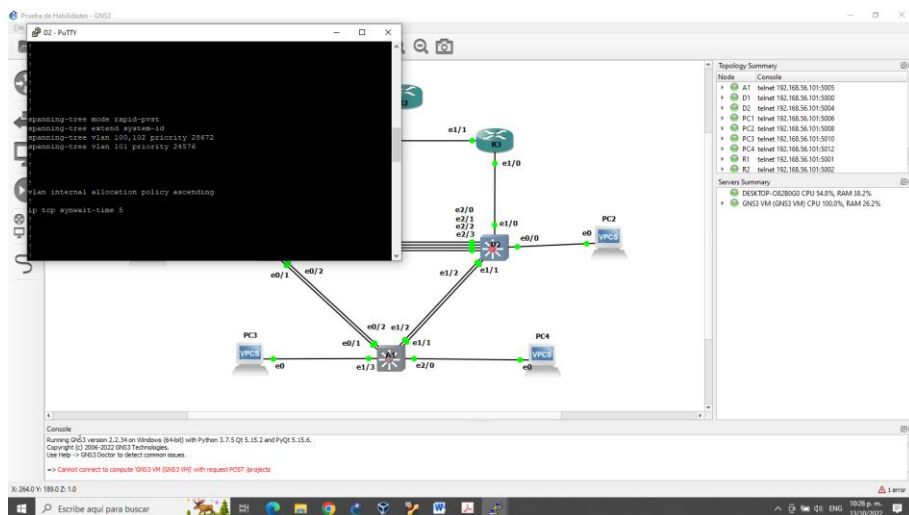 Prueba de Habilidades - GNS3
D2 - PuTTY
spanning-tree mode rapid-pvst
spanning-tree extend system-id
spanning-tree vlan 100,102 priority 28672
spanning-tree vlan 101 priority 24576
vlan internal allocation policy ascending
ip tcp synwait-time 5
e1/1
R3
e1/0
e2/0
e2/1
e2/2
e2/3
e1/0
D2
e0/0
PC2
e0
VPCS
e0/1
e0/2
e1/2
e1/1
PC3
VPCS
e0
e0/2
e1/2
e0/1
e1/1
A1
e1/3
e2/0
PC4
VPCS
e0
Topology Summary
Node Console
A1 telnet 192.168.56.101:5005
D1 telnet 192.168.56.101:5000
D2 telnet 192.168.56.101:5004
PC1 telnet 192.168.56.101:5006
PC2 telnet 192.168.56.101:5008
PC3 telnet 192.168.56.101:5010
PC4 telnet 192.168.56.101:5012
R1 telnet 192.168.56.101:5001
R2 telnet 192.168.56.101:5002
Servers Summary
DESKTOP-O82B0G0 CPU 54.8%, RAM 38.2%
GNS3 VM (GNS3 VM) CPU 100.0%, RAM 26.2%
Console
Running GNS3 version 2.2.34 on Windows (64-bit) with Python 3.7.5 Qt 5.15.2 and PyQt 5.15.6.
Copyright (c) 2006-2022 GNS3 Technologies.
Use Help -> GNS3 Doctor to detect common issues.
=> Cannot connect to compute 'GNS3 VM (GNS3 VM)' with request POST /projects
X: 264.0 Y: 189.0 Z: 1.0
1 error
Escribe aquí para buscar
ENG
10:26 p. m.
13/10/2022